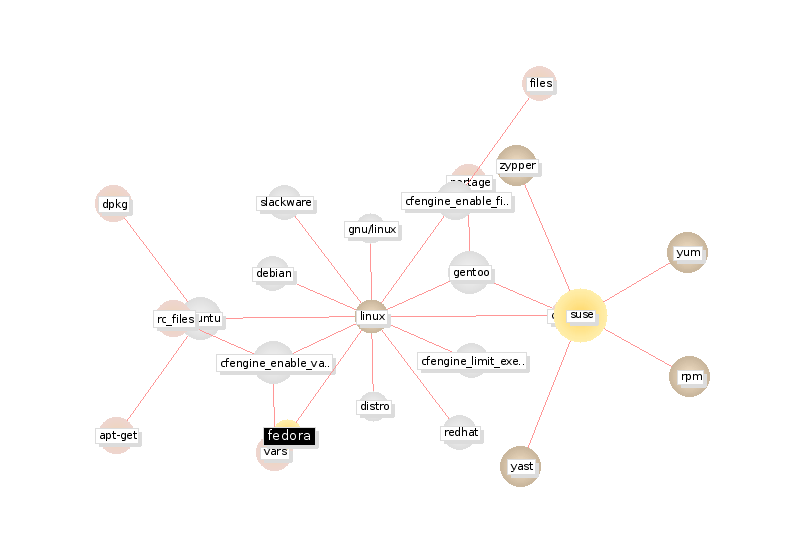 files
zypper
portage
cfengine_enable_fi..
slackware
dpkg
gnu/linux
yum
debian
gentoo
linux
suse
rc_files
untu
cfengine_enable_va..
cfengine_limit_exe..
rpm
distro
redhat
apt-get
fedora
vars
yast